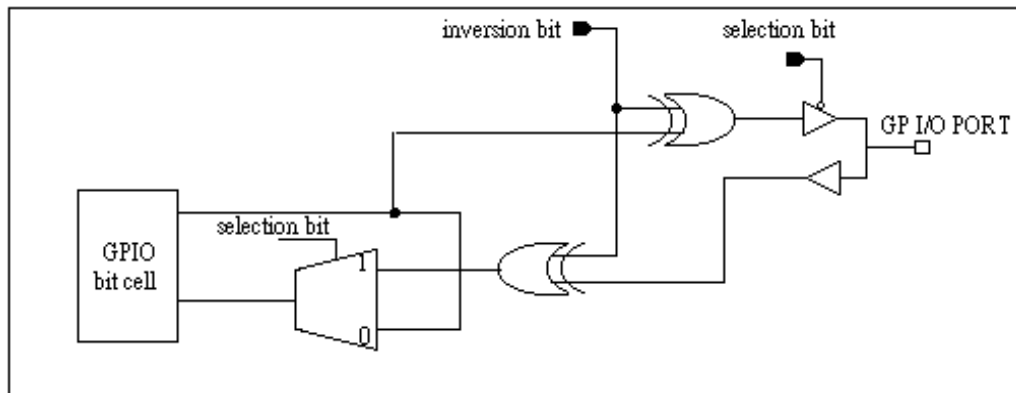 inversion bit
selection bit
GP I/O PORT
selection bit
GPIO
bit cell
1
0